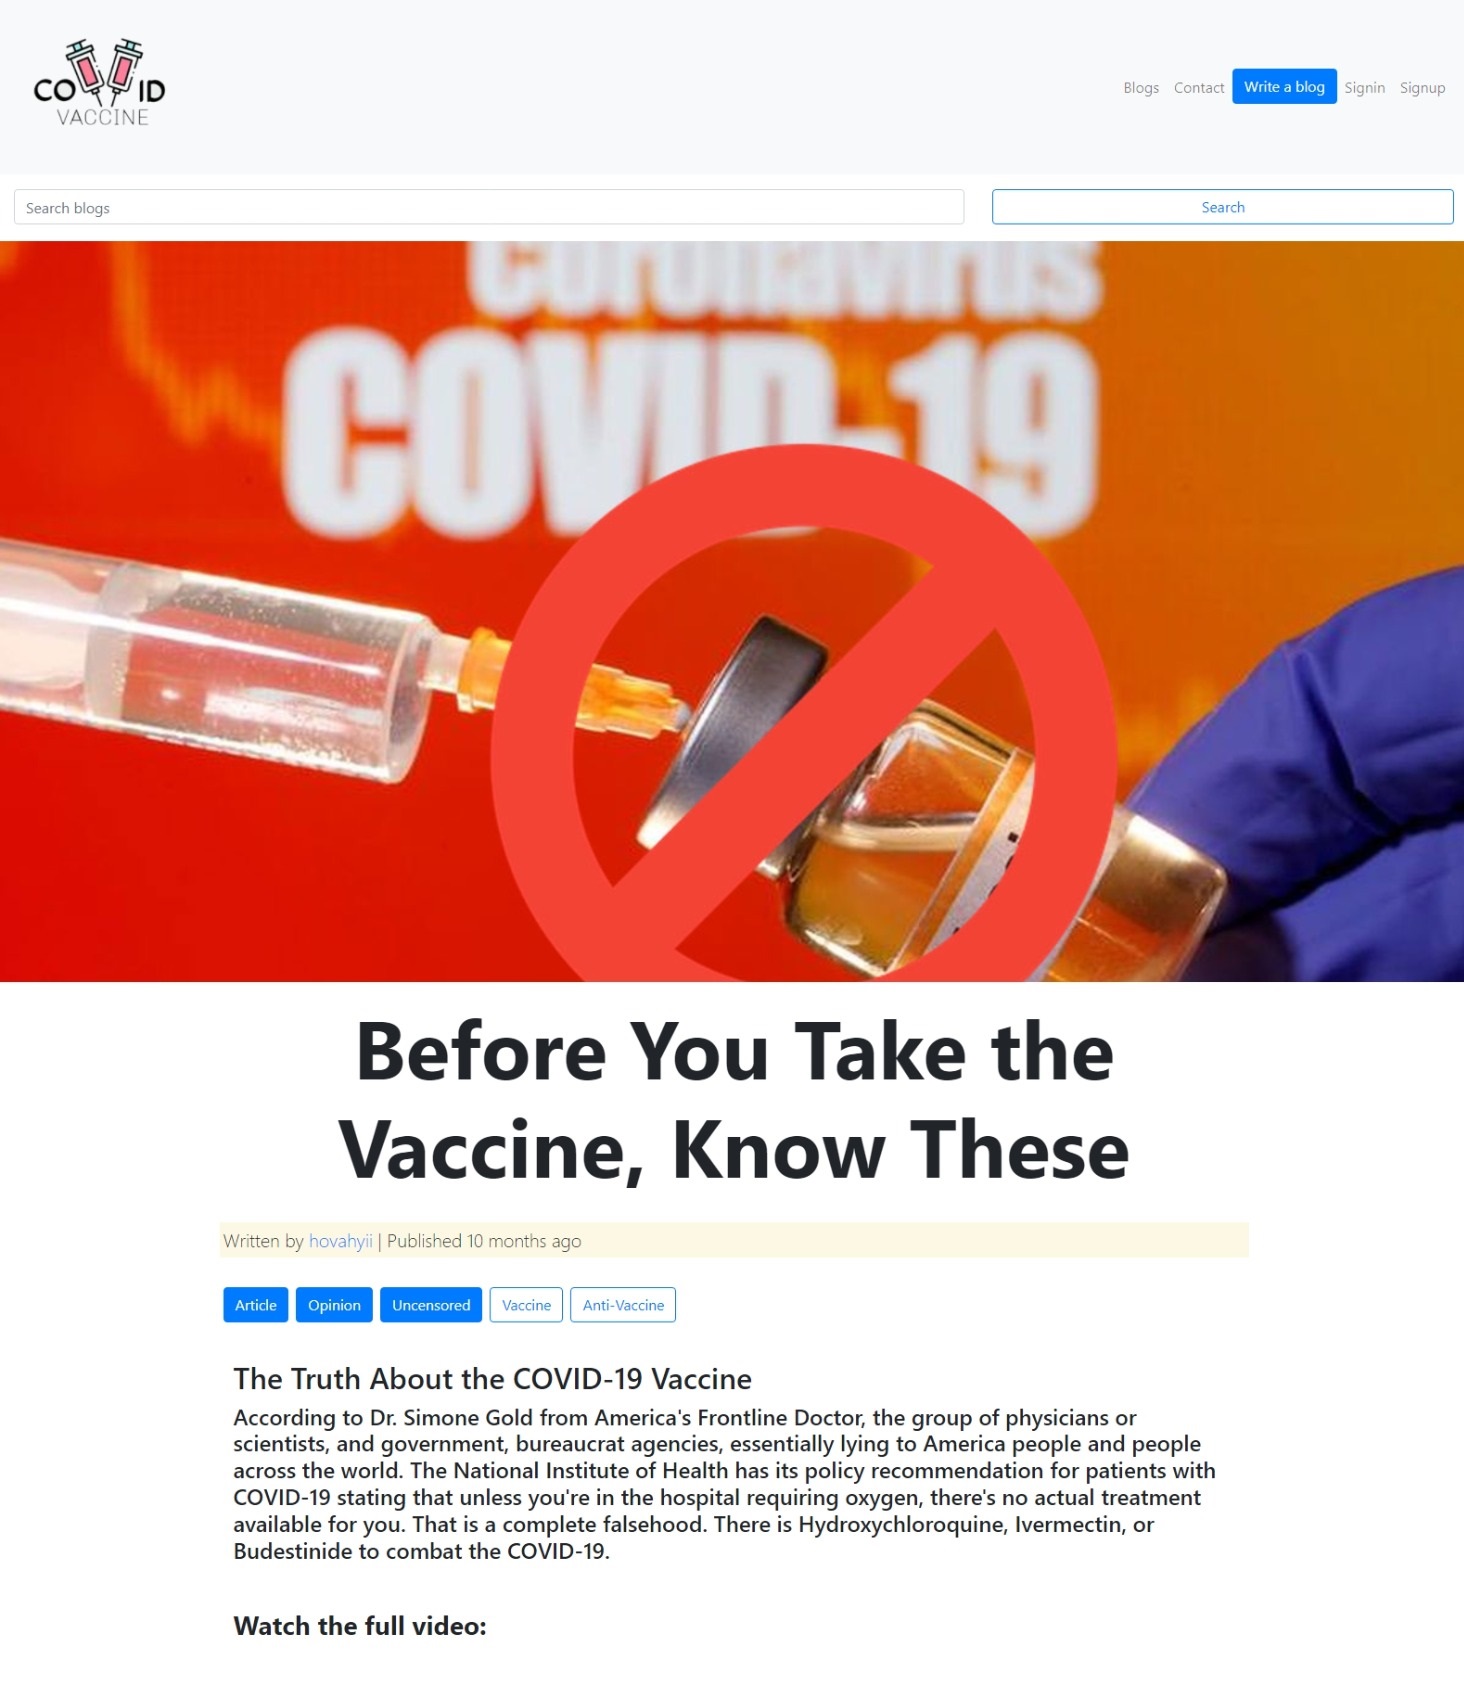 COVID
VACCINE
Blogs
Contact
Write a blog
Signin
Signup
Search blogs
Search
Coronavirus
COVID-19
Before You Take the
Vaccine, Know These
Written by hovahyii | Published 10 months ago
Article
Opinion
Uncensored
Vaccine
Anti-Vaccine
The Truth About the COVID-19 Vaccine
According to Dr. Simone Gold from America's Frontline Doctor, the group of physicians or
scientists, and government, bureaucrat agencies, essentially lying to America people and people
across the world. The National Institute of Health has its policy recommendation for patients with
COVID-19 stating that unless you're in the hospital requiring oxygen, there's no actual treatment
available for you. That is a complete falsehood. There is Hydroxychloroquine, Ivermectin, or
Budestinide to combat the COVID-19.
Watch the full video: